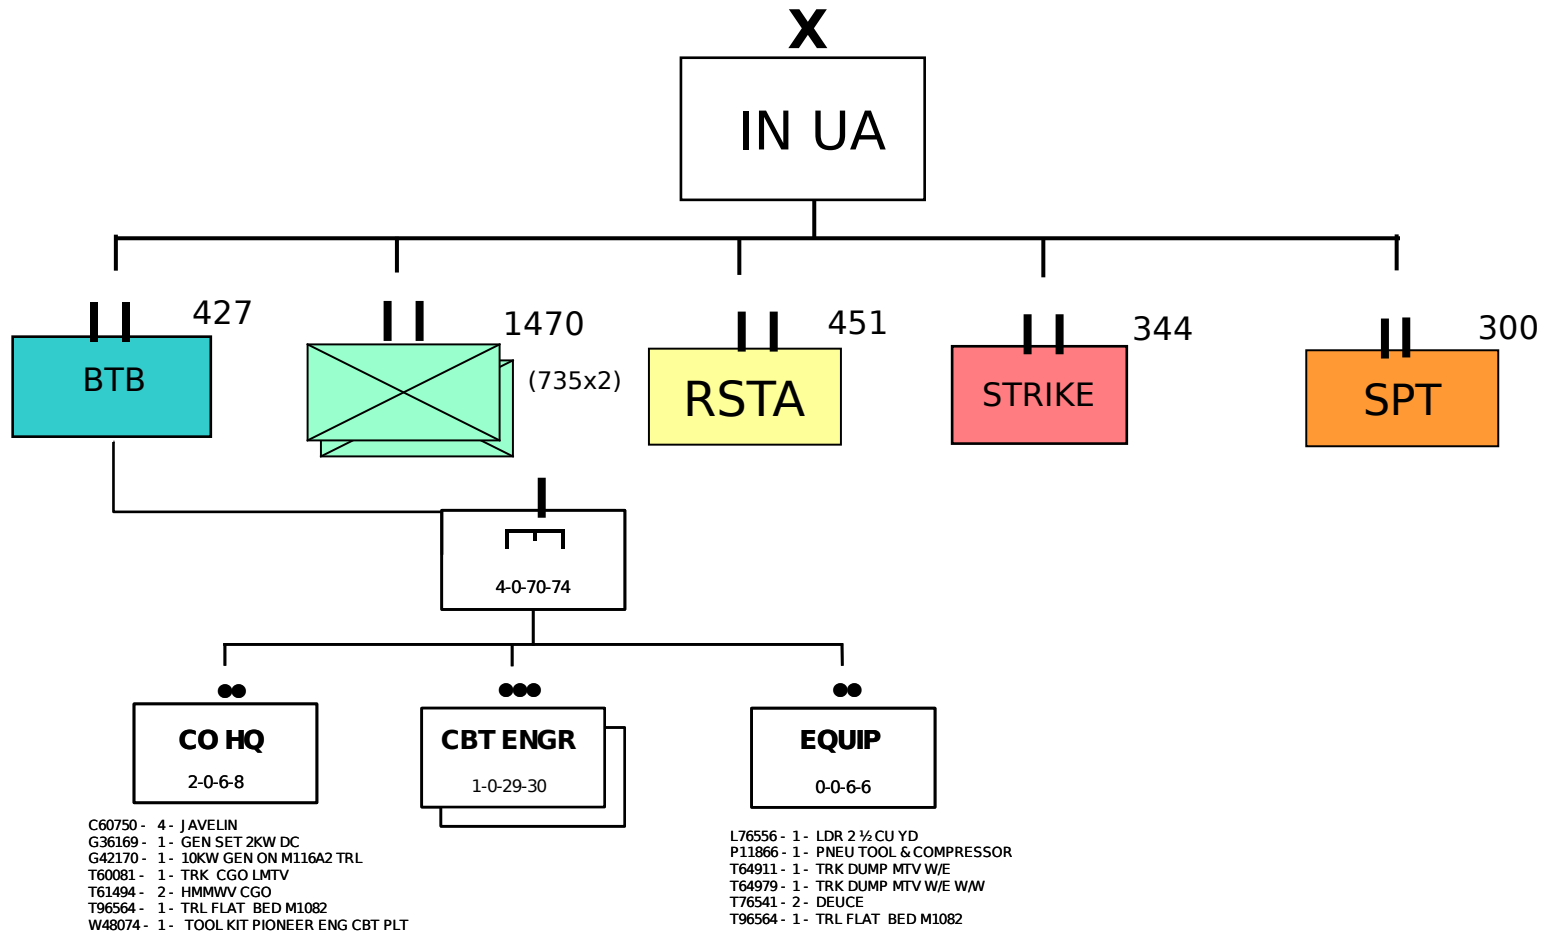 X
IN UA
427
BTB
1470
(735x2)
451
RSTA
344
STRIKE
300
SPT
4-0-70-74
CO HQ
2-0-6-8
CBT ENGR
1-0-29-30
EQUIP
0-0-6-6
C60750 - 4 - JAVELIN
G36169 - 1 - GEN SET 2KW DC
G42170 - 1 - 10KW GEN ON M116A2 TRL
T60081 - 1 - TRK CGO LMTV
T61494 - 2 - HMMWV CGO
T96564 - 1 - TRL FLAT BED M1082
W48074 - 1 - TOOL KIT PIONEER ENG CBT PLT
L76556 - 1 - LDR 2 ½ CU YD
P11866 - 1 - PNEU TOOL & COMPRESSOR
T64911 - 1 - TRK DUMP MTV W/E
T64979 - 1 - TRK DUMP MTV W/E W/W
T76541 - 2 - DEUCE
T96564 - 1 - TRL FLAT BED M1082